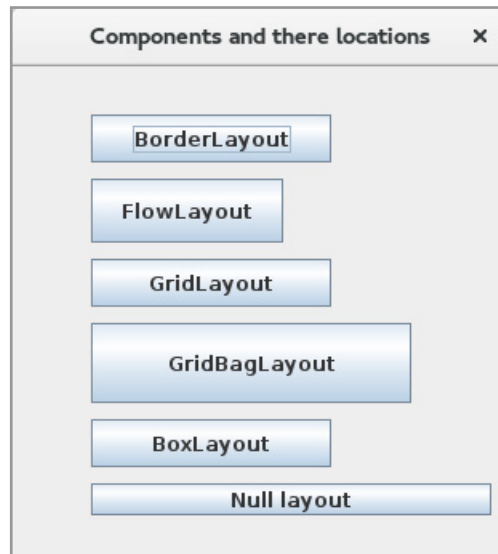 Components and there locations ×
BorderLayout
FlowLayout
GridLayout
GridBagLayout
BoxLayout
Null layout